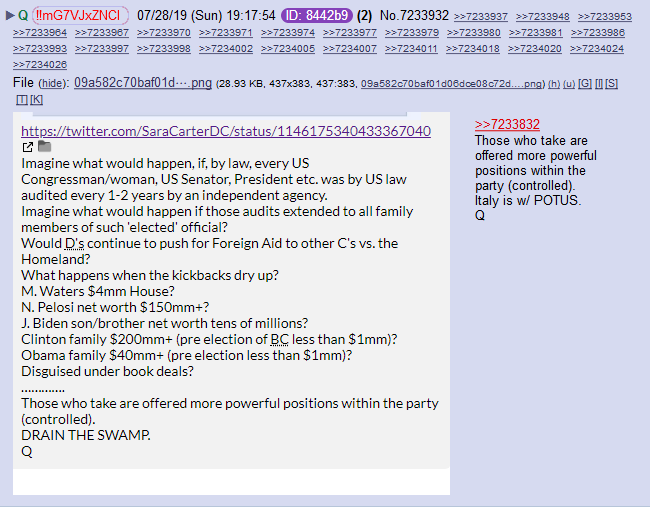 ▶ Q !!mG7VJxZNCI 07/28/19 (Sun) 19:17:54 ID: 8442b9 (2) No.7233932 >>7233937 >>7233948 >>7233953
>>7233964 >>7233967 >>7233970 >>7233971 >>7233974 >>7233977 >>7233979 >>7233980 >>7233981 >>7233986
>>7233993 >>7233997 >>7233998 >>7234002 >>7234005 >>7234007 >>7234011 >>7234018 >>7234020 >>7234024
>>7234026
File (hide): 09a582c70baf01d⋯.png (28.93 KB, 437x383, 437:383, 09a582c70baf01d06dce08c72d….png) (h) (u) [G] [I] [S]
[T] [K]
https://twitter.com/SaraCarterDC/status/1146175340433367040
Imagine what would happen, if, by law, every US
Congressman/woman, US Senator, President etc. was by US law
audited every 1-2 years by an independent agency.
Imagine what would happen if those audits extended to all family
members of such 'elected' official?
Would D's continue to push for Foreign Aid to other C's vs. the
Homeland?
What happens when the kickbacks dry up?
M. Waters $4mm House?
N. Pelosi net worth $150mm+?
J. Biden son/brother net worth tens of millions?
Clinton family $200mm+ (pre election of BC less than $1mm)?
Obama family $40mm+ (pre election less than $1mm)?
Disguised under book deals?
.............
Those who take are offered more powerful positions within the party
(controlled).
DRAIN THE SWAMP.
Q
>>7233832
Those who take are
offered more powerful
positions within the
party (controlled).
Italy is w/ POTUS.
Q